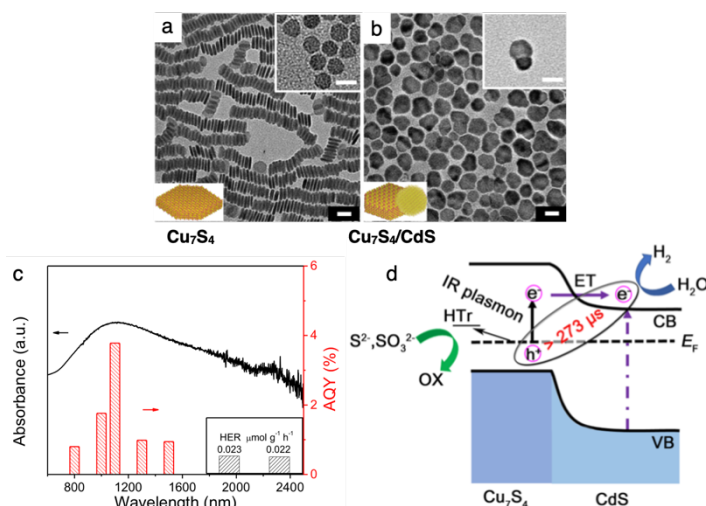 a
b
Cu₇S₄
Cu₇S₄/CdS
c
Absorbance (a.u.)
AQY (%)
6
4
2
0
HER μmol g⁻¹ h⁻¹
0.023
0.022
800
1200
1600
2000
2400
Wavelength (nm)
d
H₂
H₂O
ET
e⁻
e⁻
IR plasmon
HTr
CB
> 273 μs
E_F
S²⁻,SO₃²⁻
h⁺
OX
VB
Cu₇S₄
CdS